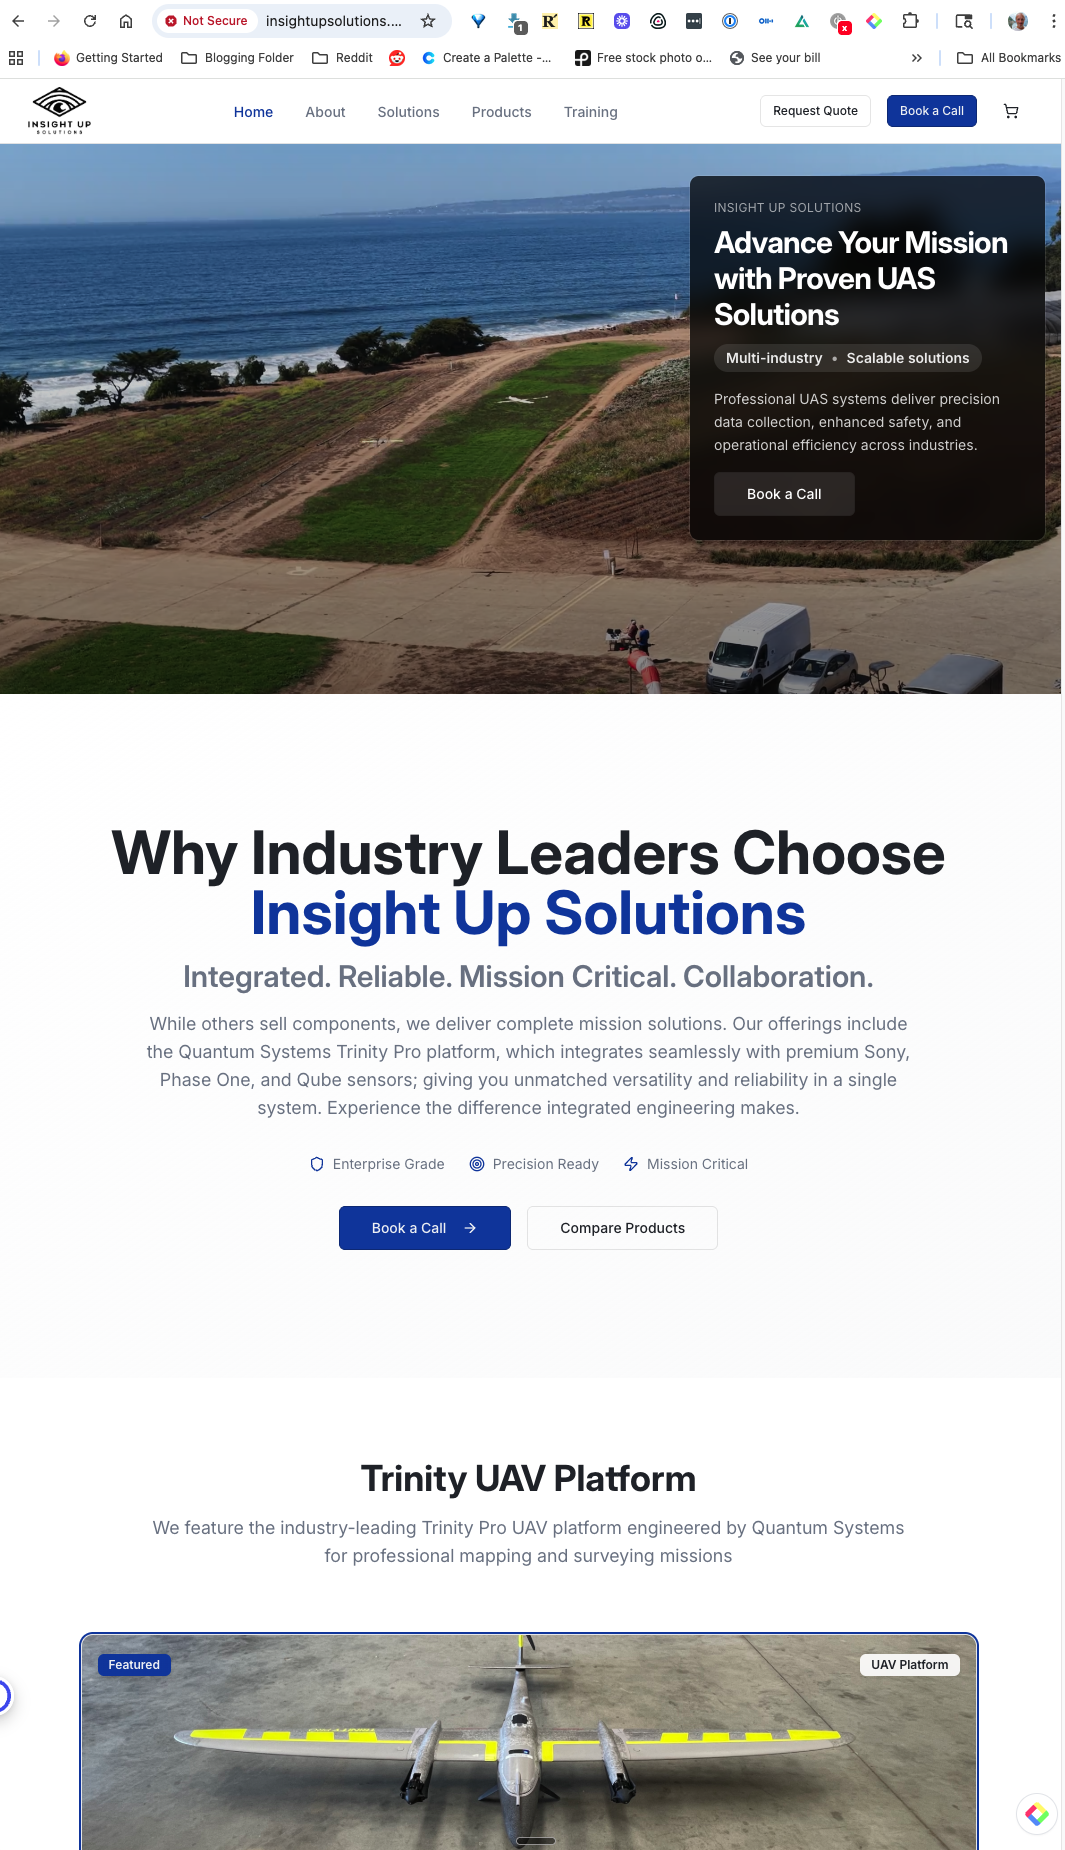 Not Secure
insightupsolutions....
1
x
Getting Started
Blogging Folder
Reddit
Create a Palette -...
Free stock photo o...
See your bill
All Bookmarks
INSIGHT UP
SOLUTIONS
Home
About
Solutions
Products
Training
Request Quote
Book a Call
INSIGHT UP SOLUTIONS
Advance Your Mission
with Proven UAS
Solutions
Multi-industry • Scalable solutions
Professional UAS systems deliver precision
data collection, enhanced safety, and
operational efficiency across industries.
Book a Call
Why Industry Leaders Choose
Insight Up Solutions
Integrated. Reliable. Mission Critical. Collaboration.
While others sell components, we deliver complete mission solutions. Our offerings include
the Quantum Systems Trinity Pro platform, which integrates seamlessly with premium Sony,
Phase One, and Qube sensors; giving you unmatched versatility and reliability in a single
system. Experience the difference integrated engineering makes.
Enterprise Grade
Precision Ready
Mission Critical
Book a Call
Compare Products
Trinity UAV Platform
We feature the industry-leading Trinity Pro UAV platform engineered by Quantum Systems
for professional mapping and surveying missions
Featured
UAV Platform